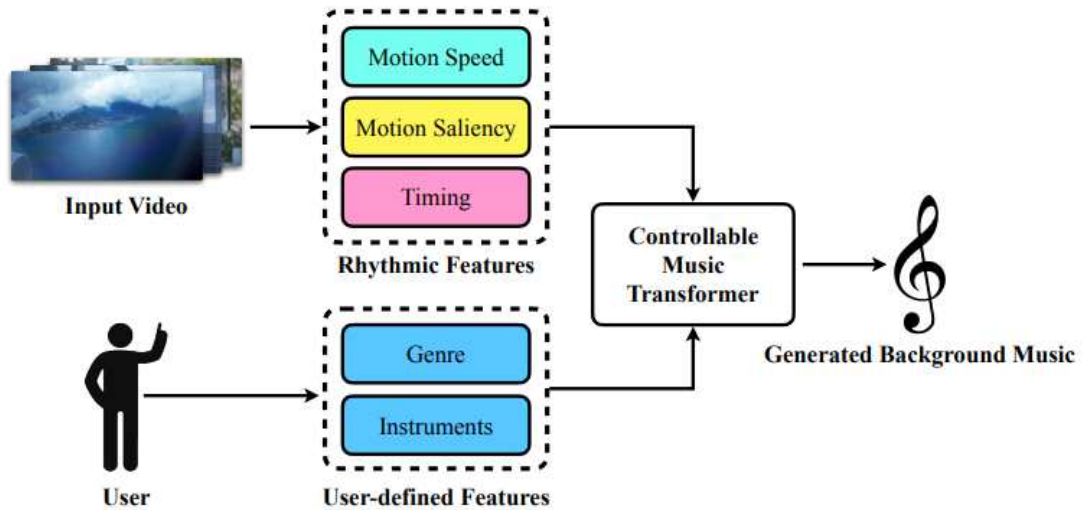 Motion Speed
Motion Saliency
Timing
Input Video
Rhythmic Features
Controllable
Music
Transformer
Genre
Instruments
Generated Background Music
User
User-defined Features